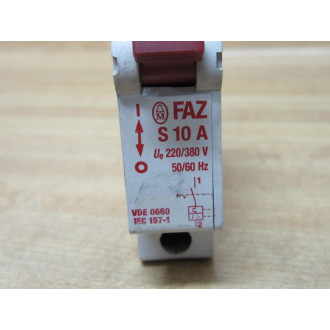 I
M
FAZ
S 10 A
Ue 220/380 V
50/60 Hz
O
1
2
VDE 0660
IEC 157-1